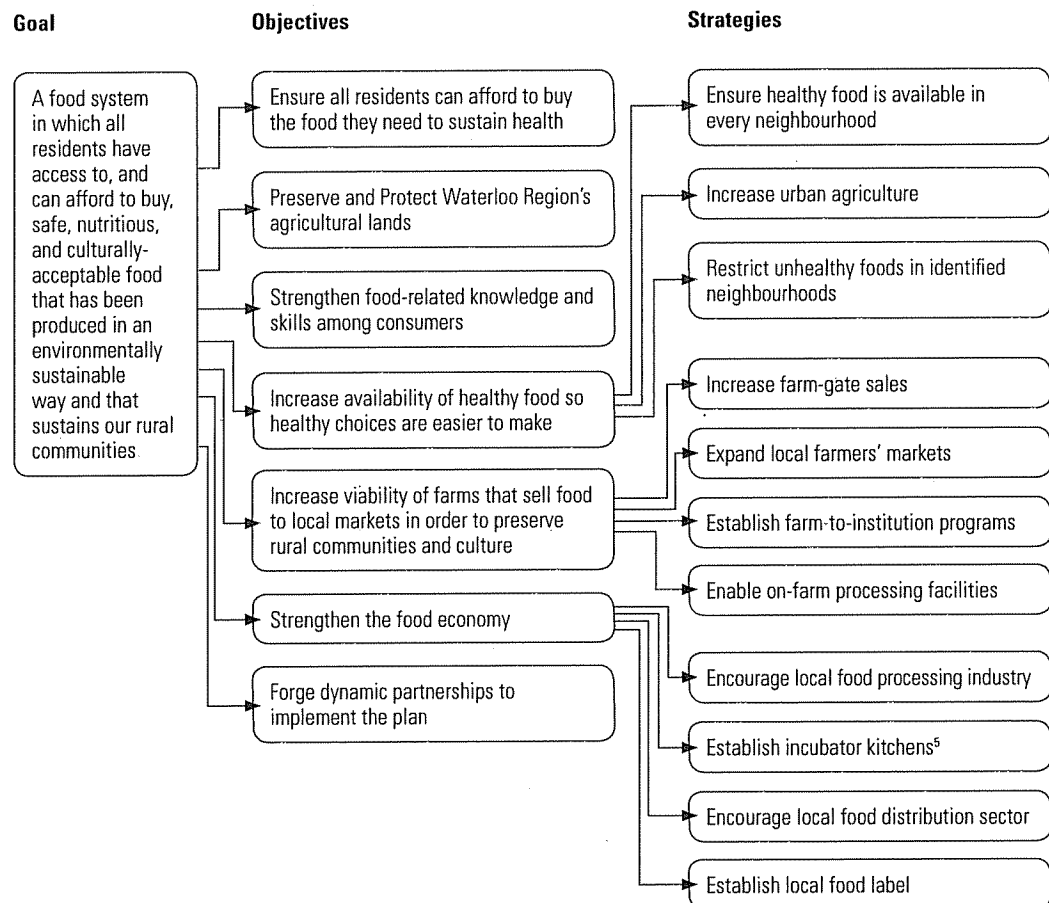 Goal
Objectives
Strategies
A food system
in which all
residents have
access to, and
can afford to buy,
safe, nutritious,
and culturally-
acceptable food
that has been
produced in an
environmentally
sustainable
way and that
sustains our rural
communities
Ensure all residents can afford to buy
the food they need to sustain health
Preserve and Protect Waterloo Region's
agricultural lands
Strengthen food-related knowledge and
skills among consumers
Increase availability of healthy food so
healthy choices are easier to make
Increase viability of farms that sell food
to local markets in order to preserve
rural communities and culture
Strengthen the food economy
Forge dynamic partnerships to
implement the plan
Ensure healthy food is available in
every neighbourhood
Increase urban agriculture
Restrict unhealthy foods in identified
neighbourhoods
Increase farm-gate sales
Expand local farmers' markets
Establish farm-to-institution programs
Enable on-farm processing facilities
Encourage local food processing industry
Establish incubator kitchens⁵
Encourage local food distribution sector
Establish local food label